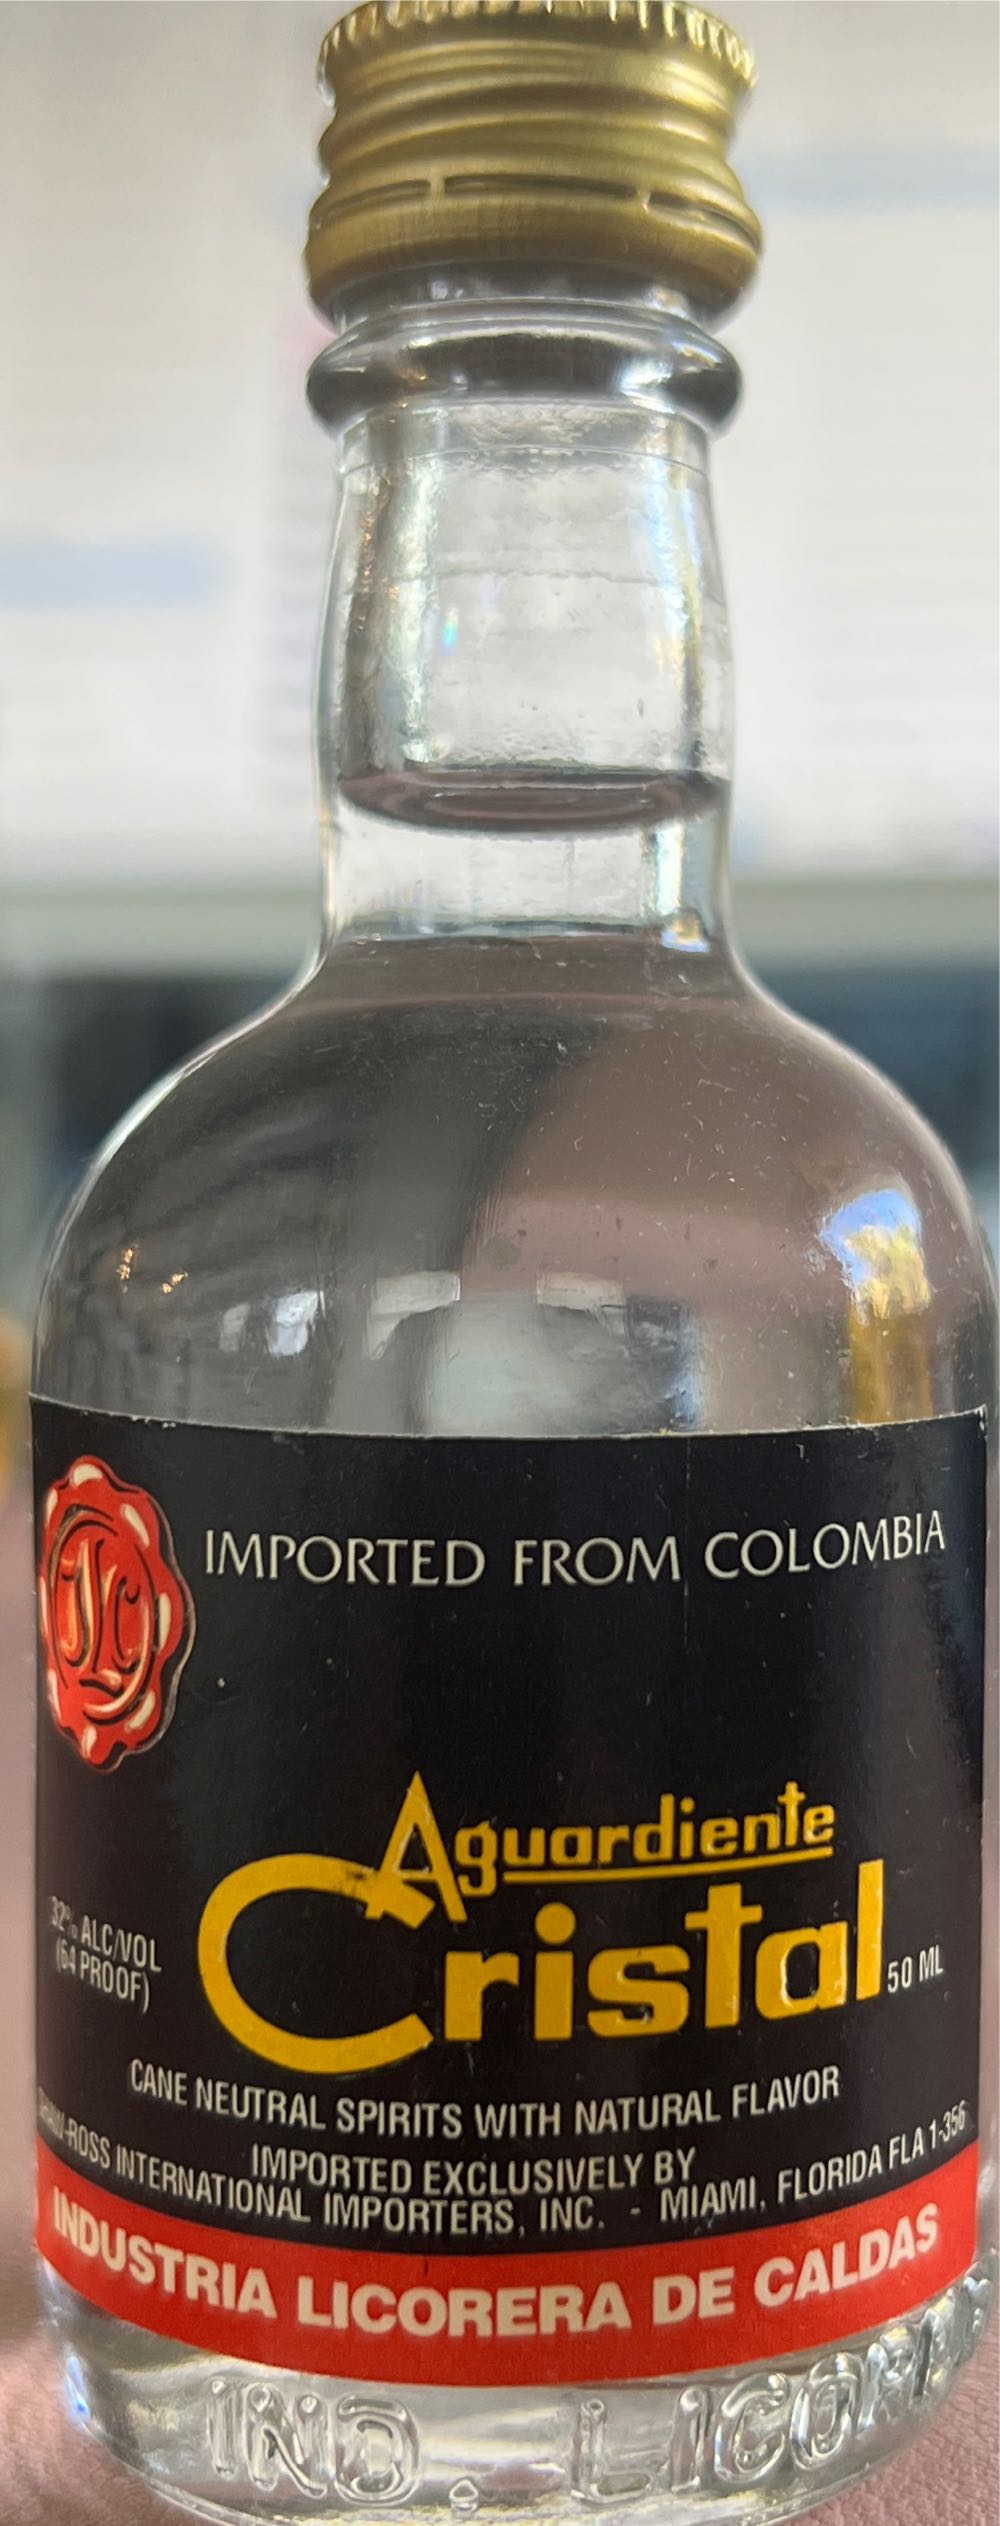 IMPORTED FROM COLOMBIA
Aguardiente
Cristal
32% ALC/VOL
(64 PROOF)
50 ML
CANE NEUTRAL SPIRITS WITH NATURAL FLAVOR
IMPORTED EXCLUSIVELY BY
-ROSS INTERNATIONAL IMPORTERS, INC. - MIAMI, FLORIDA FLA 1-356
INDUSTRIA LICORERA DE CALDAS
IND. LICOR